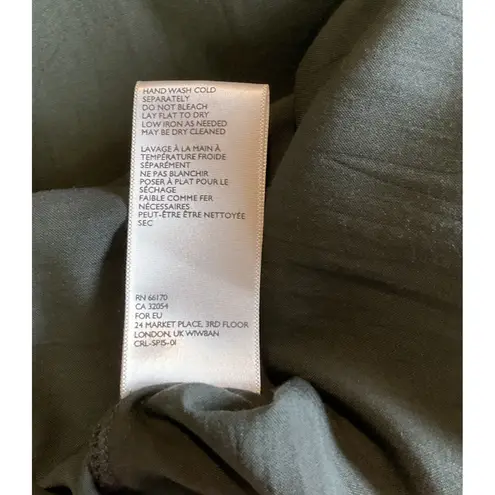 HAND WASH COLD
SEPARATELY
DO NOT BLEACH
LAY FLAT TO DRY
LOW IRON AS NEEDED
MAY BE DRY CLEANED
LAVAGE À LA MAIN À
TEMPÉRATURE FROIDE
SÉPARÉMENT
NE PAS BLANCHIR
POSER À PLAT POUR LE
SÉCHAGE
FAIBLE COMME FER
NÉCESSAIRES
PEUT-ÊTRE ÊTRE NETTOYÉE
SEC
RN 66170
CA 32054
FOR EU
24 MARKET PLACE, 3RD FLOOR
LONDON, UK W1W8AN
CRL-SP15-01